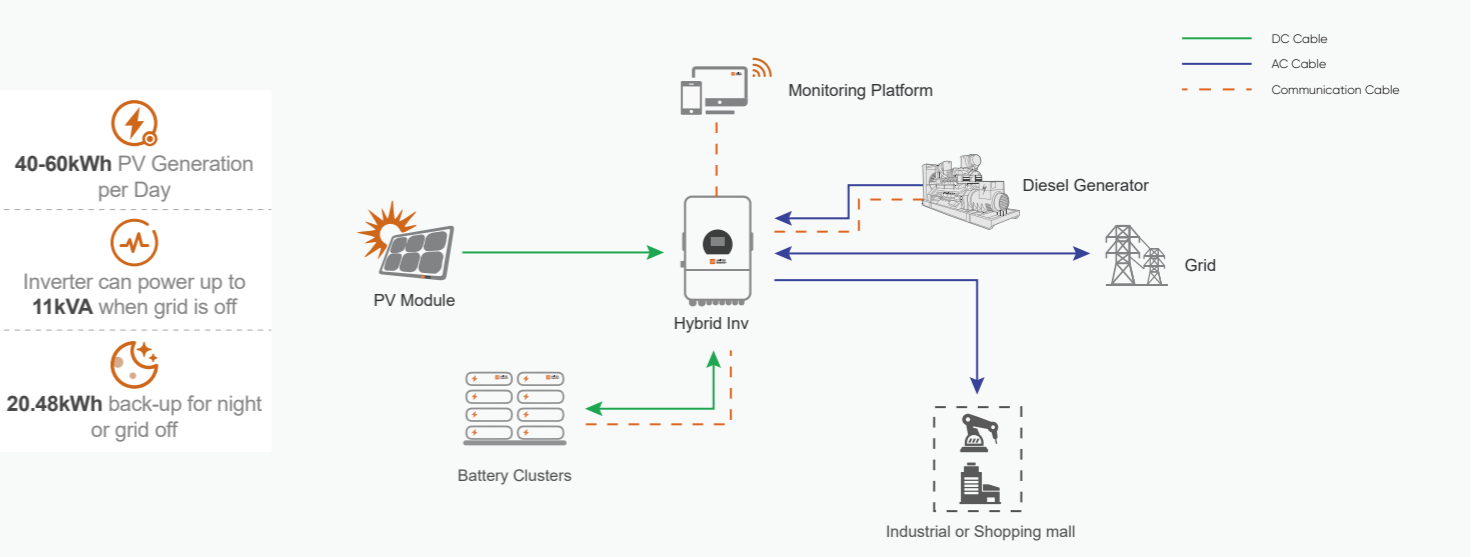 DC Cable
AC Cable
Communication Cable
Monitoring Platform
40-60kWh PV Generation
per Day
Inverter can power up to
11kVA when grid is off
20.48kWh back-up for night
or grid off
PV Module
Hybrid Inv
Diesel Generator
Grid
Battery Clusters
Industrial or Shopping mall